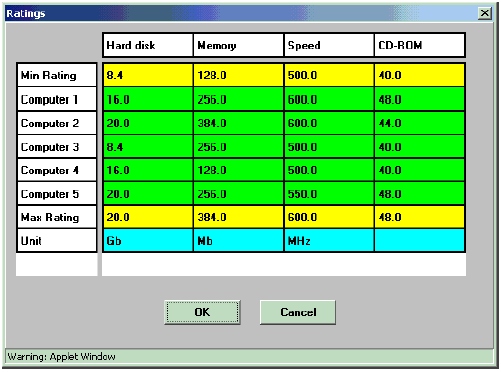 Ratings
Hard disk Memory Speed CD-ROM
Min Rating 8.4 128.0 500.0 40.0
Computer 1 16.0 256.0 600.0 48.0
Computer 2 20.0 384.0 600.0 44.0
Computer 3 8.4 256.0 500.0 40.0
Computer 4 16.0 128.0 500.0 40.0
Computer 5 20.0 256.0 550.0 48.0
Max Rating 20.0 384.0 600.0 48.0
Unit Gb Mb MHz
OK Cancel
Warning: Applet Window